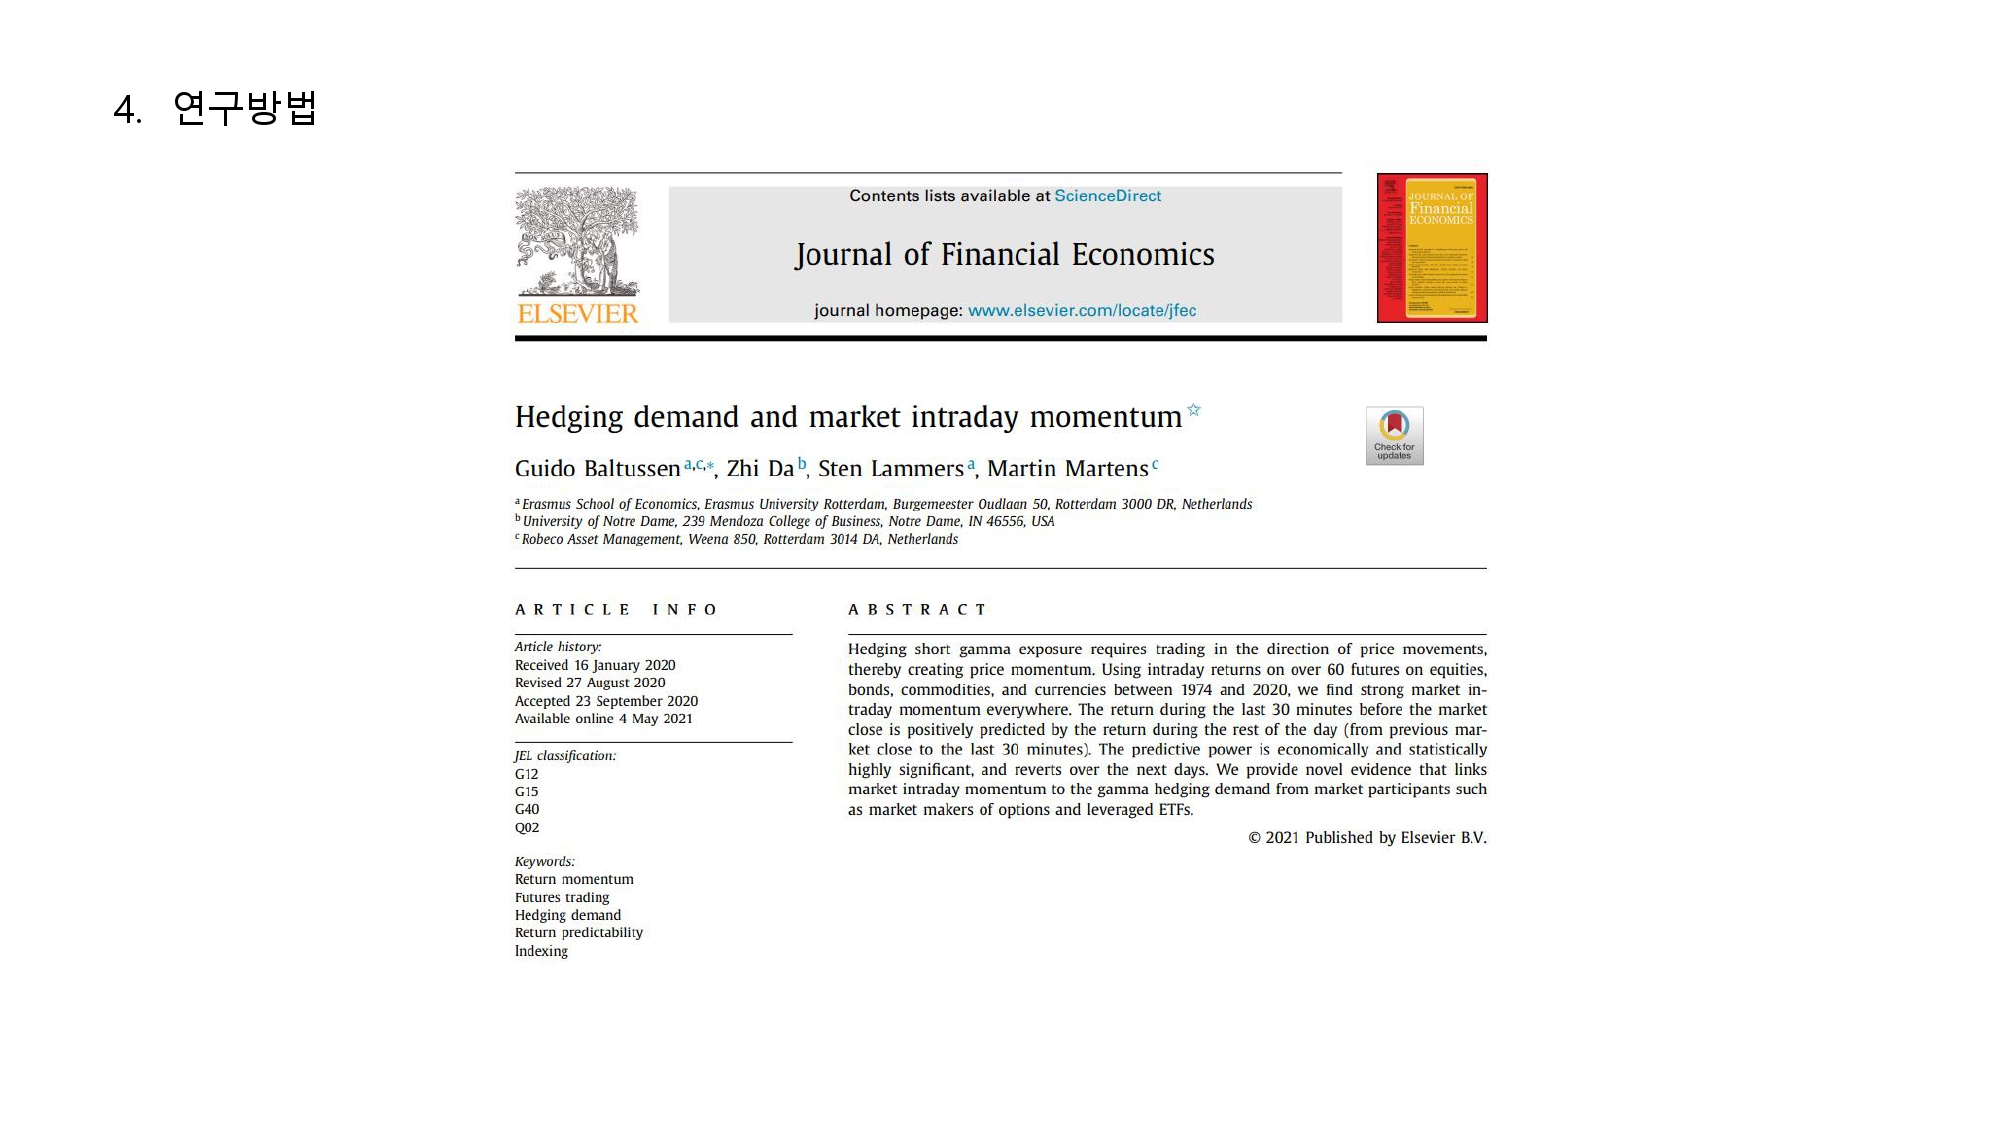 4. 연구방법
Contents lists available at ScienceDirect
Journal of Financial Economics
journal homepage: www.elsevier.com/locate/jfec
ELSEVIER
JOURNAL OF
Financial
ECONOMICS
Hedging demand and market intraday momentum☆
Check for
updates
Guido Baltussen a,c,*, Zhi Da b, Sten Lammers a, Martin Martens c
a Erasmus School of Economics, Erasmus University Rotterdam, Burgemeester Oudlaan 50, Rotterdam 3000 DR, Netherlands
b University of Notre Dame, 239 Mendoza College of Business, Notre Dame, IN 46556, USA
c Robeco Asset Management, Weena 850, Rotterdam 3014 DA, Netherlands
ARTICLE INFO
Article history:
Received 16 January 2020
Revised 27 August 2020
Accepted 23 September 2020
Available online 4 May 2021
JEL classification:
G12
G15
G40
Q02
Keywords:
Return momentum
Futures trading
Hedging demand
Return predictability
Indexing
ABSTRACT
Hedging short gamma exposure requires trading in the direction of price movements,
thereby creating price momentum. Using intraday returns on over 60 futures on equities,
bonds, commodities, and currencies between 1974 and 2020, we find strong market in-
traday momentum everywhere. The return during the last 30 minutes before the market
close is positively predicted by the return during the rest of the day (from previous mar-
ket close to the last 30 minutes). The predictive power is economically and statistically
highly significant, and reverts over the next days. We provide novel evidence that links
market intraday momentum to the gamma hedging demand from market participants such
as market makers of options and leveraged ETFs.
© 2021 Published by Elsevier B.V.